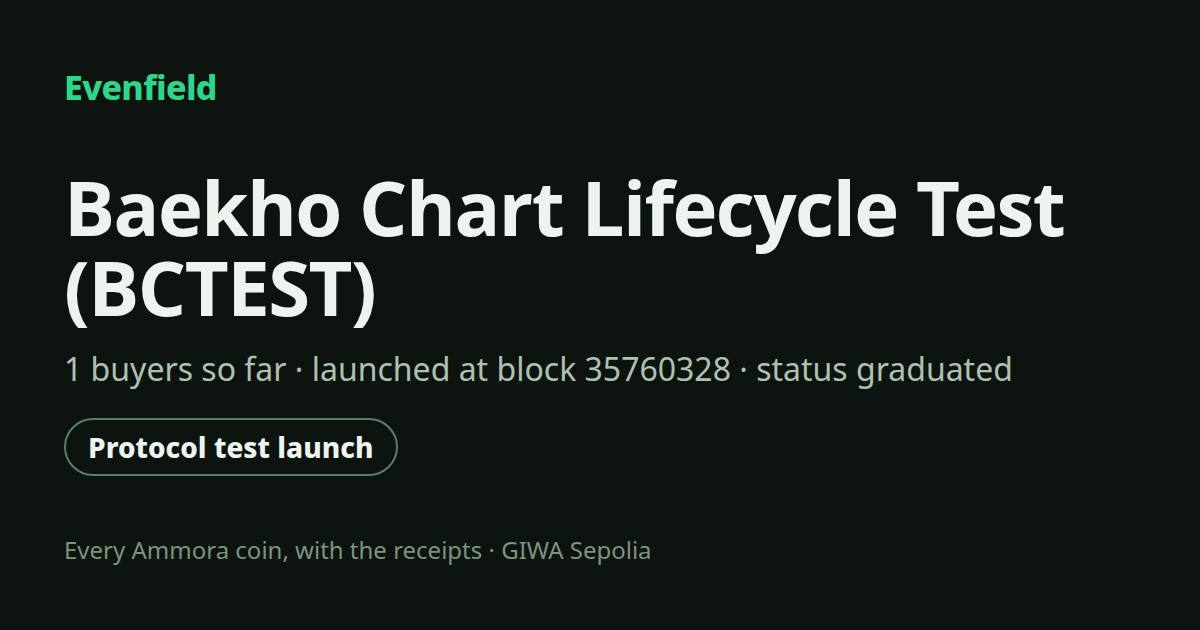 Evenfield
Baekho Chart Lifecycle Test
(BCTEST)
1 buyers so far · launched at block 35760328 · status graduated
Protocol test launch
Every Ammora coin, with the receipts · GIWA Sepolia